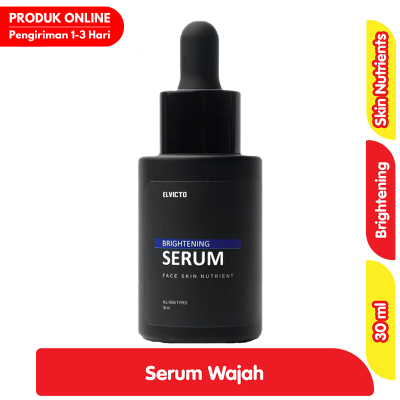 PRODUK ONLINE
Pengiriman 1-3 Hari
Skin Nutrients
Brightening
30 ml
ELVICTO
BRIGHTENING
SERUM
FACE SKIN NUTRIENT
ALL SKIN TYPES
30 ml
Serum Wajah